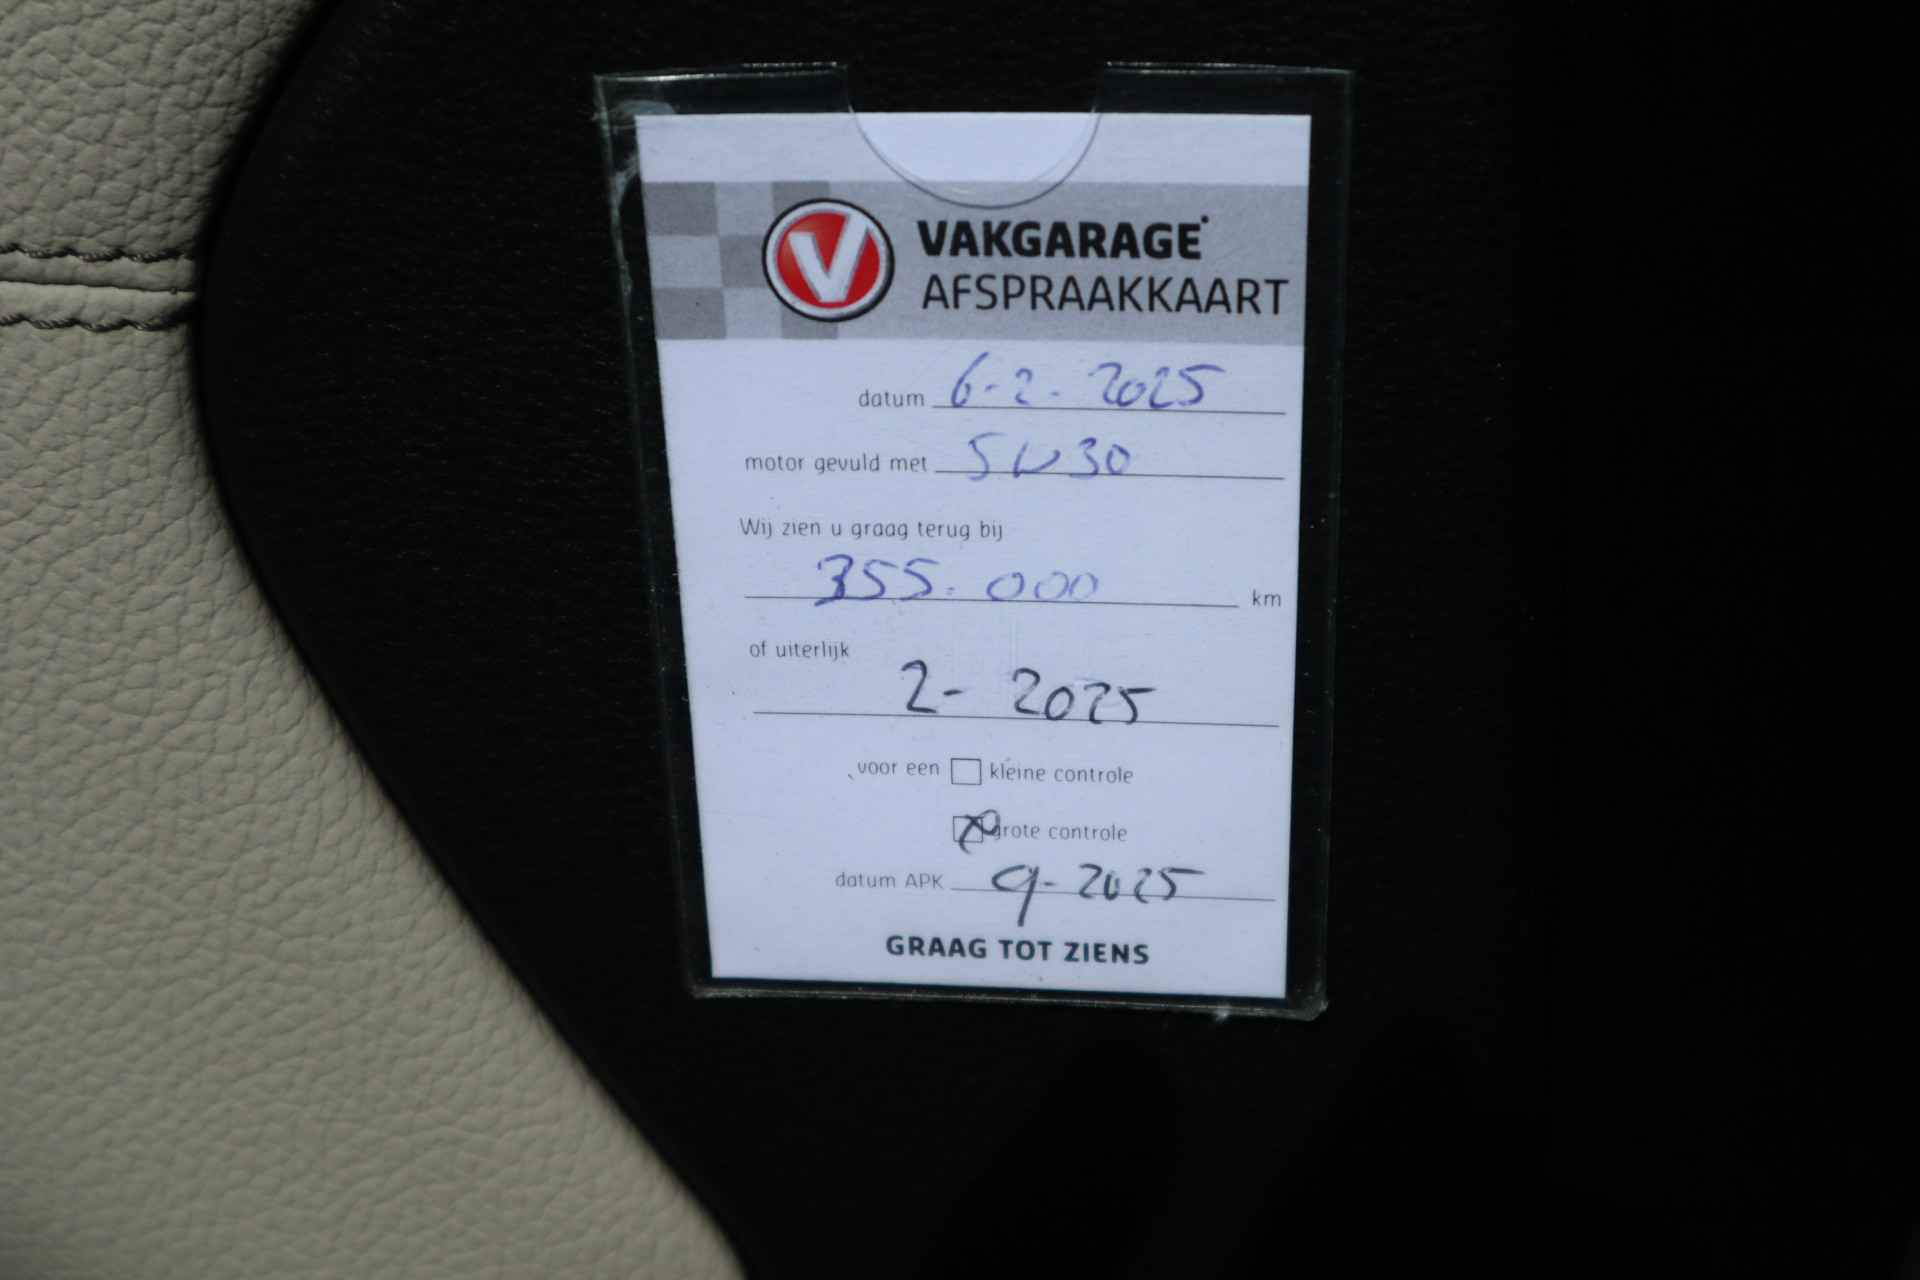 V
VAKGARAGE
AFSPRAAKKAART
datum 6-2-2025
motor gevuld met 5W30
Wij zien u graag terug bij
355.000 km
of uiterlijk
2-2025
voor een kleine controle
grote controle
datum APK 9-2025
GRAAG TOT ZIENS